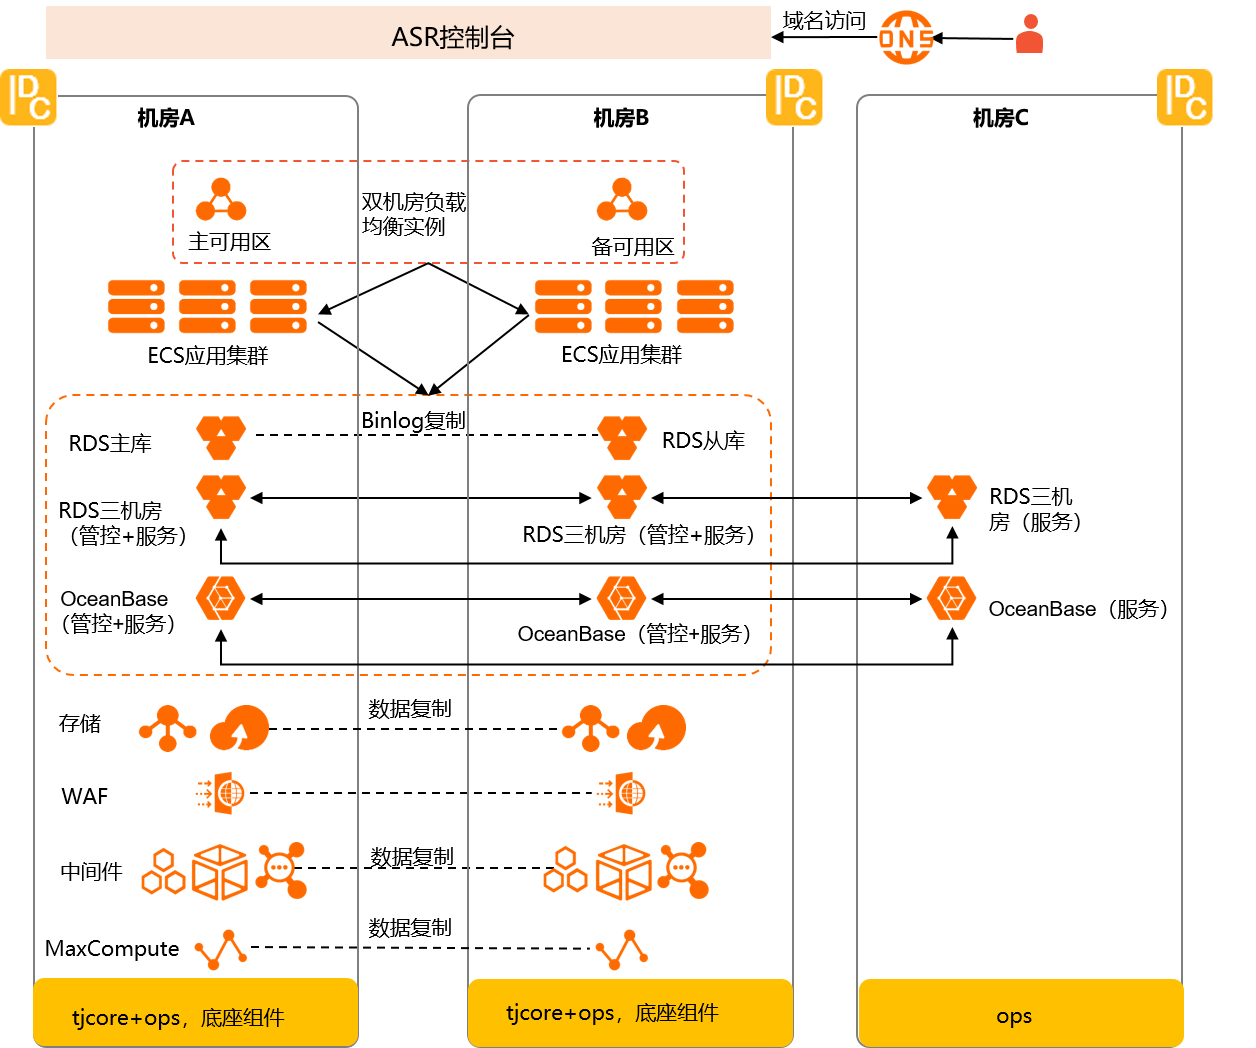 ASR控制台
域名访问
DNS
IDC
IDC
IDC
机房A
机房B
机房C
双机房负载
均衡实例
主可用区
备可用区
ECS应用集群
ECS应用集群
RDS主库
Binlog复制
RDS从库
RDS三机房
（管控+服务）
RDS三机房（管控+服务）
RDS三机
房（服务）
OceanBase
（管控+服务）
OceanBase（管控+服务）
OceanBase（服务）
存储
数据复制
WAF
中间件
数据复制
MaxCompute
数据复制
tjcore+ops，底座组件
tjcore+ops，底座组件
ops